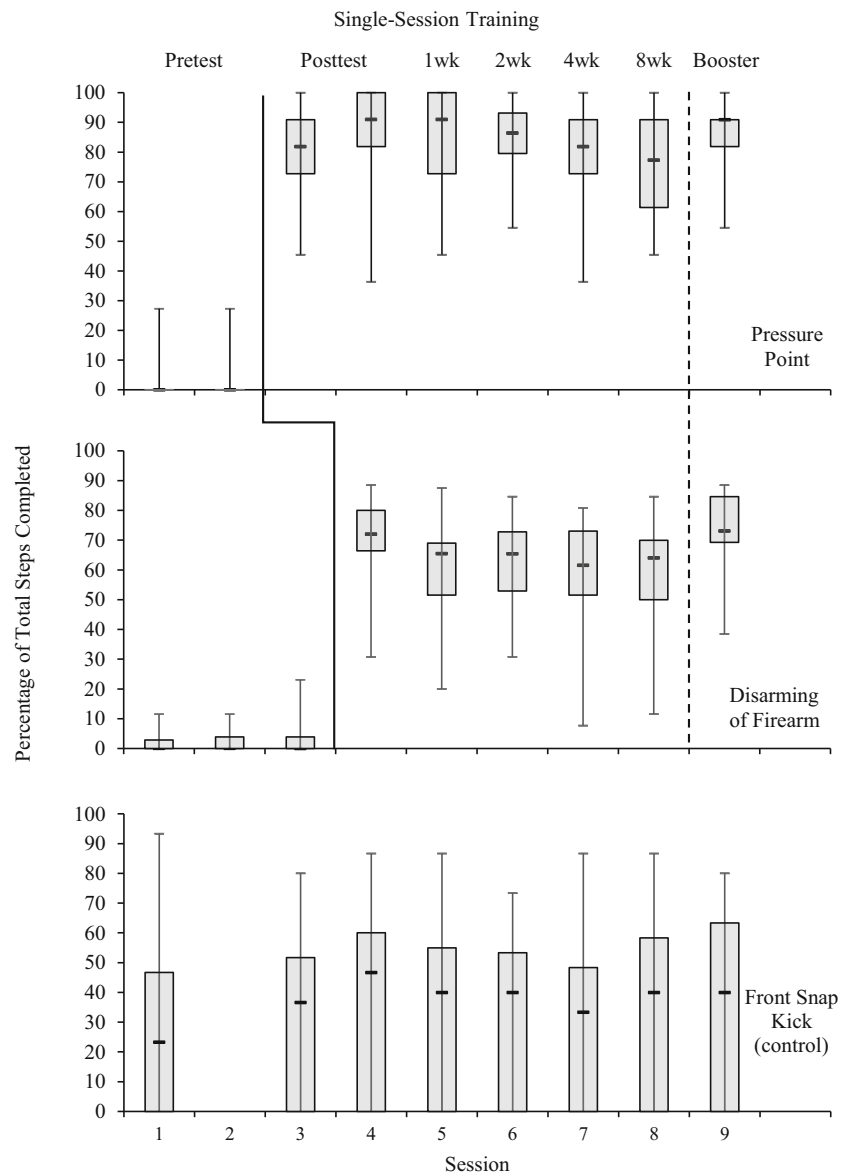 Single-Session Training
Pretest Posttest 1wk 2wk 4wk 8wk Booster
100
90
80
70
60
50
40
30
20
10
0
Pressure
Point
Percentage of Total Steps Completed
100
90
80
70
60
50
40
30
20
10
0
Disarming
of Firearm
100
90
80
70
60
50
40
30
20
10
0
Front Snap
Kick
(control)
1 2 3 4 5 6 7 8 9
Session